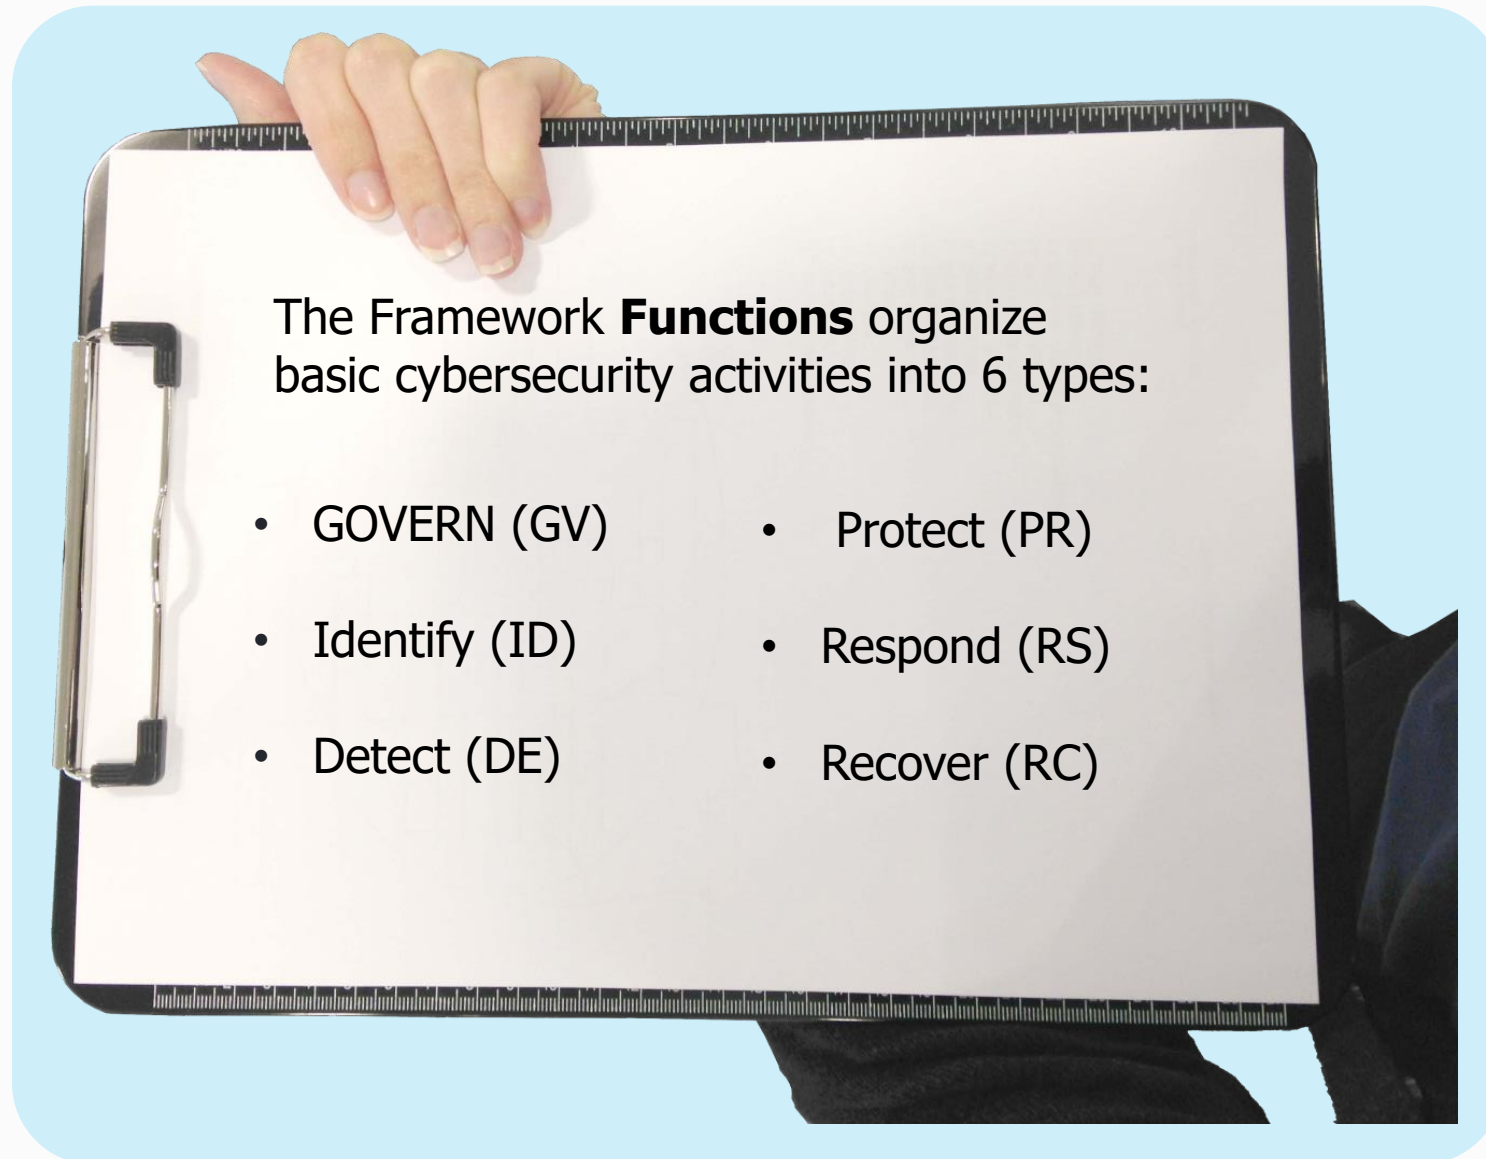 The Framework Functions organize
basic cybersecurity activities into 6 types:
• GOVERN (GV)
• Identify (ID)
• Detect (DE)
• Protect (PR)
• Respond (RS)
• Recover (RC)